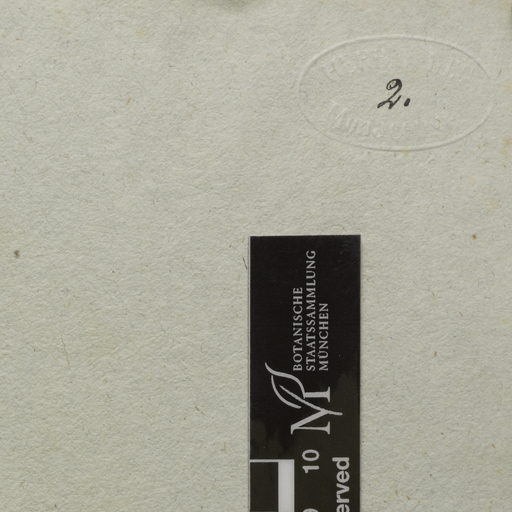 2.
BOTANISCHE
STAATSSAMMLUNG
MÜNCHEN
10
erved